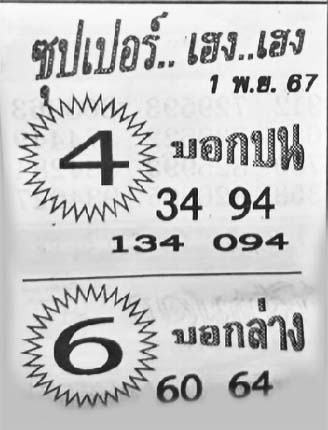 ซุปเปอร์.. เฮง..เฮง
1 พ.ย. 67
4 บอกบน
34 94
134 094
6 บอกล่าง
60 64